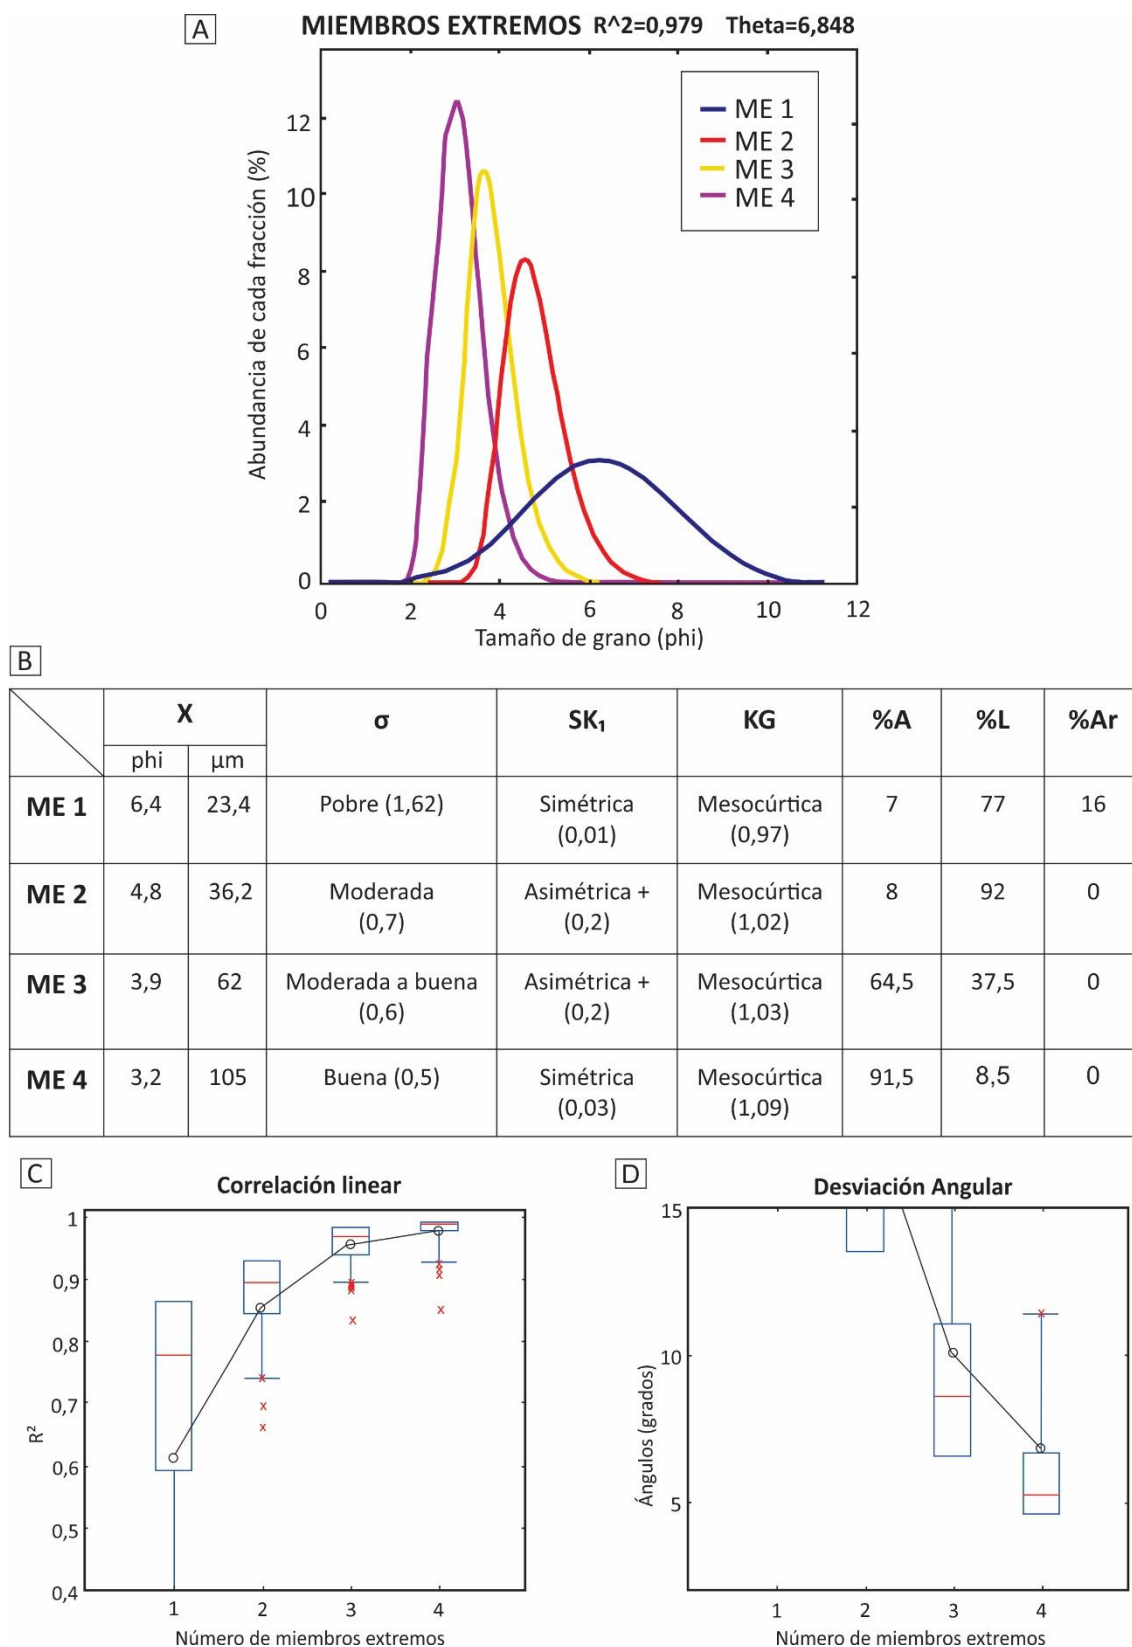 A
MIEMBROS EXTREMOS R^2=0,979 Theta=6,848
ME 1
ME 2
ME 3
ME 4
Abundancia de cada fracción (%)
12
10
8
6
4
2
0
0 2 4 6 8 10 12
Tamaño de grano (phi)
B
X σ SK₁ KG %A %L %Ar
phi µm
ME 1 6,4 23,4 Pobre (1,62) Simétrica (0,01) Mesocúrtica (0,97) 7 77 16
ME 2 4,8 36,2 Moderada (0,7) Asimétrica + (0,2) Mesocúrtica (1,02) 8 92 0
ME 3 3,9 62 Moderada a buena (0,6) Asimétrica + (0,2) Mesocúrtica (1,03) 64,5 37,5 0
ME 4 3,2 105 Buena (0,5) Simétrica (0,03) Mesocúrtica (1,09) 91,5 8,5 0
C
Correlación linear
R²
1
0,9
0,8
0,7
0,6
0,5
0,4
1 2 3 4
Número de miembros extremos
D
Desviación Angular
Ángulos (grados)
15
10
5
1 2 3 4
Número de miembros extremos